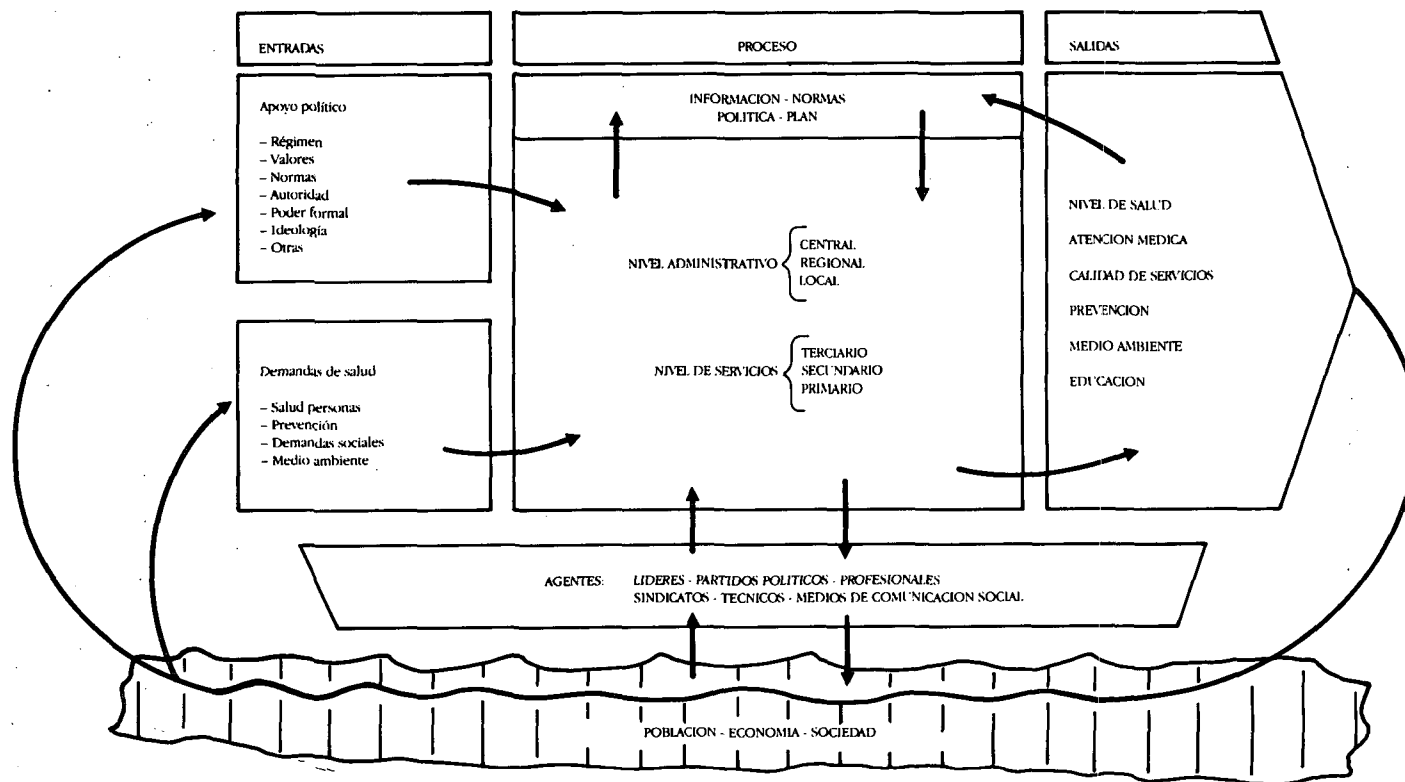 ENTRADAS
PROCESO
SALIDAS
Apoyo político
– Régimen
– Valores
– Normas
– Autoridad
– Poder formal
– Ideología
– Otras
Demandas de salud
– Salud personas
– Prevención
– Demandas sociales
– Medio ambiente
INFORMACION - NORMAS
POLITICA - PLAN
NIVEL ADMINISTRATIVO
CENTRAL
REGIONAL
LOCAL
NIVEL DE SERVICIOS
TERCIARIO
SECUNDARIO
PRIMARIO
NIVEL DE SALUD
ATENCION MEDICA
CALIDAD DE SERVICIOS
PREVENCION
MEDIO AMBIENTE
EDUCACION
AGENTES: LIDERES - PARTIDOS POLITICOS - PROFESIONALES
SINDICATOS - TECNICOS - MEDIOS DE COMUNICACION SOCIAL
POBLACION - ECONOMIA - SOCIEDAD